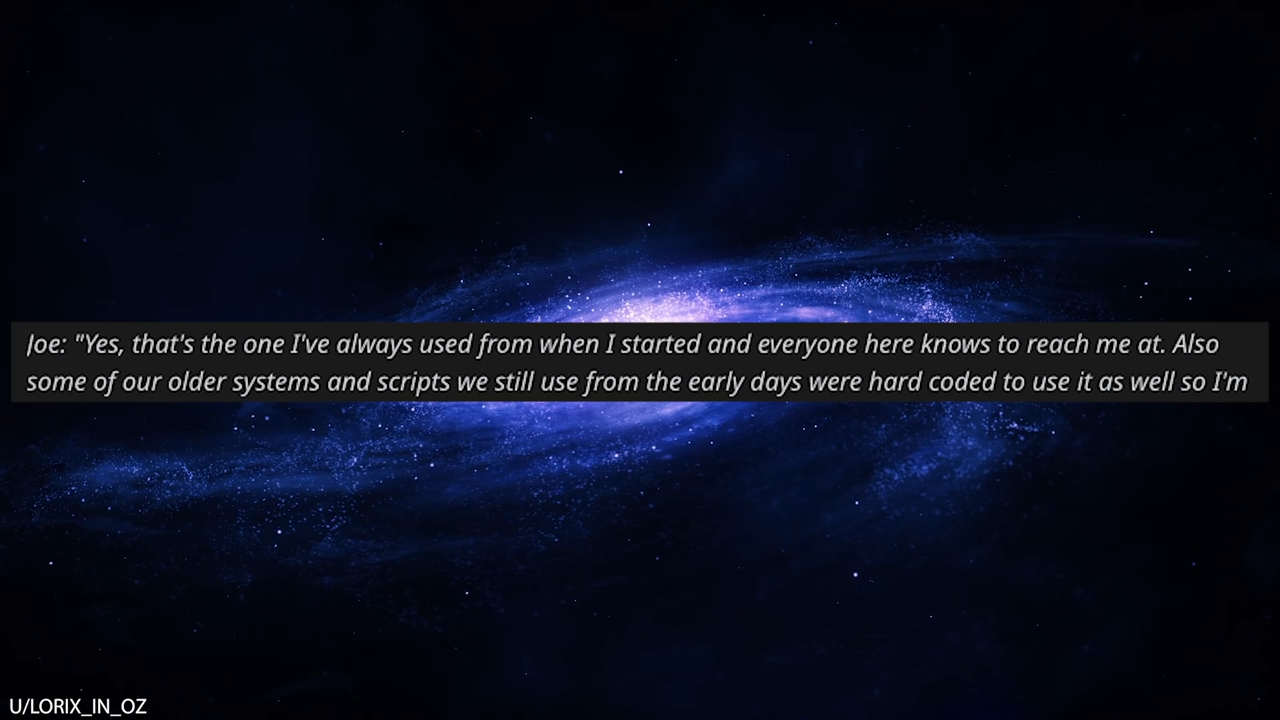 Joe: "Yes, that's the one I've always used from when I started and everyone here knows to reach me at. Also
some of our older systems and scripts we still use from the early days were hard coded to use it as well so I'm
U/LORIX_IN_OZ